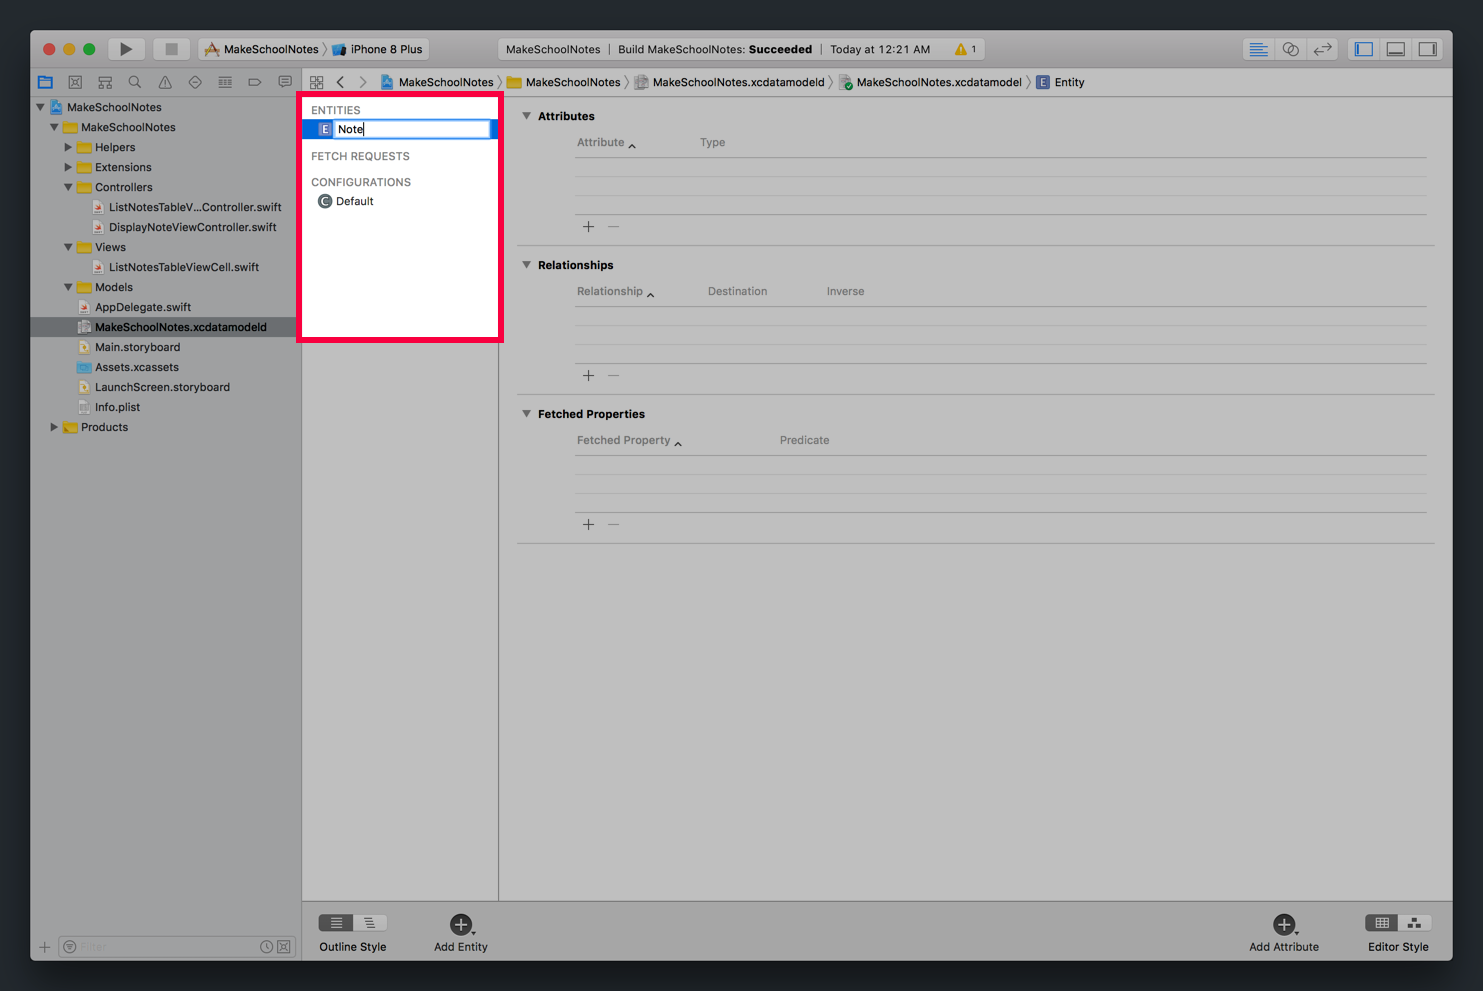 MakeSchoolNotes 〉 iPhone 8 Plus
MakeSchoolNotes | Build MakeSchoolNotes: Succeeded | Today at 12:21 AM 1
MakeSchoolNotes 〉 MakeSchoolNotes 〉 MakeSchoolNotes.xcdatamodeld 〉 MakeSchoolNotes.xcdatamodel 〉 E Entity
MakeSchoolNotes
MakeSchoolNotes
Helpers
Extensions
Controllers
ListNotesTableV...Controller.swift
DisplayNoteViewController.swift
Views
ListNotesTableViewCell.swift
Models
AppDelegate.swift
MakeSchoolNotes.xcdatamodeld
Main.storyboard
Assets.xcassets
LaunchScreen.storyboard
Info.plist
Products
Filter
ENTITIES
E Note
FETCH REQUESTS
CONFIGURATIONS
C Default
Attributes
Attribute Type
Relationships
Relationship Destination Inverse
Fetched Properties
Fetched Property Predicate
Outline Style
Add Entity
Add Attribute
Editor Style